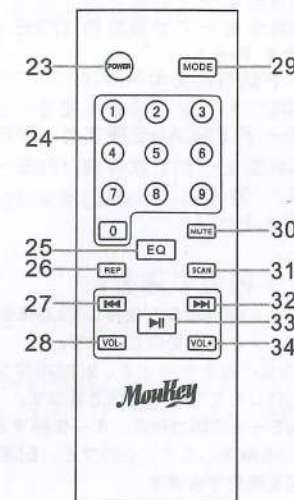 23 POWER MODE 29
24 1 2 3
4 5 6
7 8 9
0 MUTE 30
25 EQ
26 REP SCAN 31
27 32
33
28 VOL- VOL+ 34
MouKey